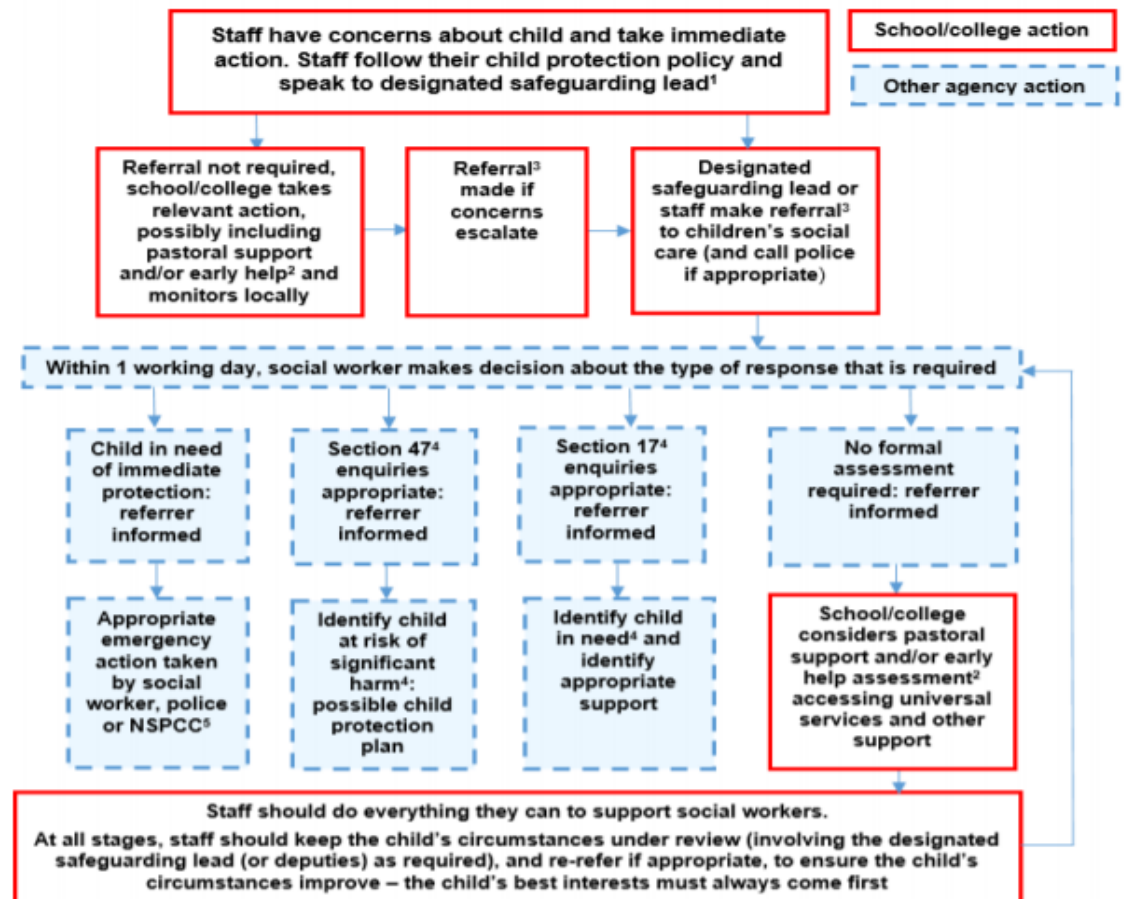 Staff have concerns about child and take immediate
action. Staff follow their child protection policy and
speak to designated safeguarding lead¹
School/college action
Other agency action
Referral not required,
school/college takes
relevant action,
possibly including
pastoral support
and/or early help² and
monitors locally
Referral³
made if
concerns
escalate
Designated
safeguarding lead or
staff make referral³
to children's social
care (and call police
if appropriate)
Within 1 working day, social worker makes decision about the type of response that is required
Child in need
of immediate
protection:
referrer
informed
Section 47⁴
enquiries
appropriate:
referrer
informed
Section 17⁴
enquiries
appropriate:
referrer
informed
No formal
assessment
required: referrer
informed
Appropriate
emergency
action taken
by social
worker, police
or NSPCC⁵
Identify child
at risk of
significant
harm⁴:
possible child
protection
plan
Identify child
in need⁴ and
identify
appropriate
support
School/college
considers pastoral
support and/or early
help assessment²
accessing universal
services and other
support
Staff should do everything they can to support social workers.
At all stages, staff should keep the child's circumstances under review (involving the designated
safeguarding lead (or deputies) as required), and re-refer if appropriate, to ensure the child's
circumstances improve – the child's best interests must always come first